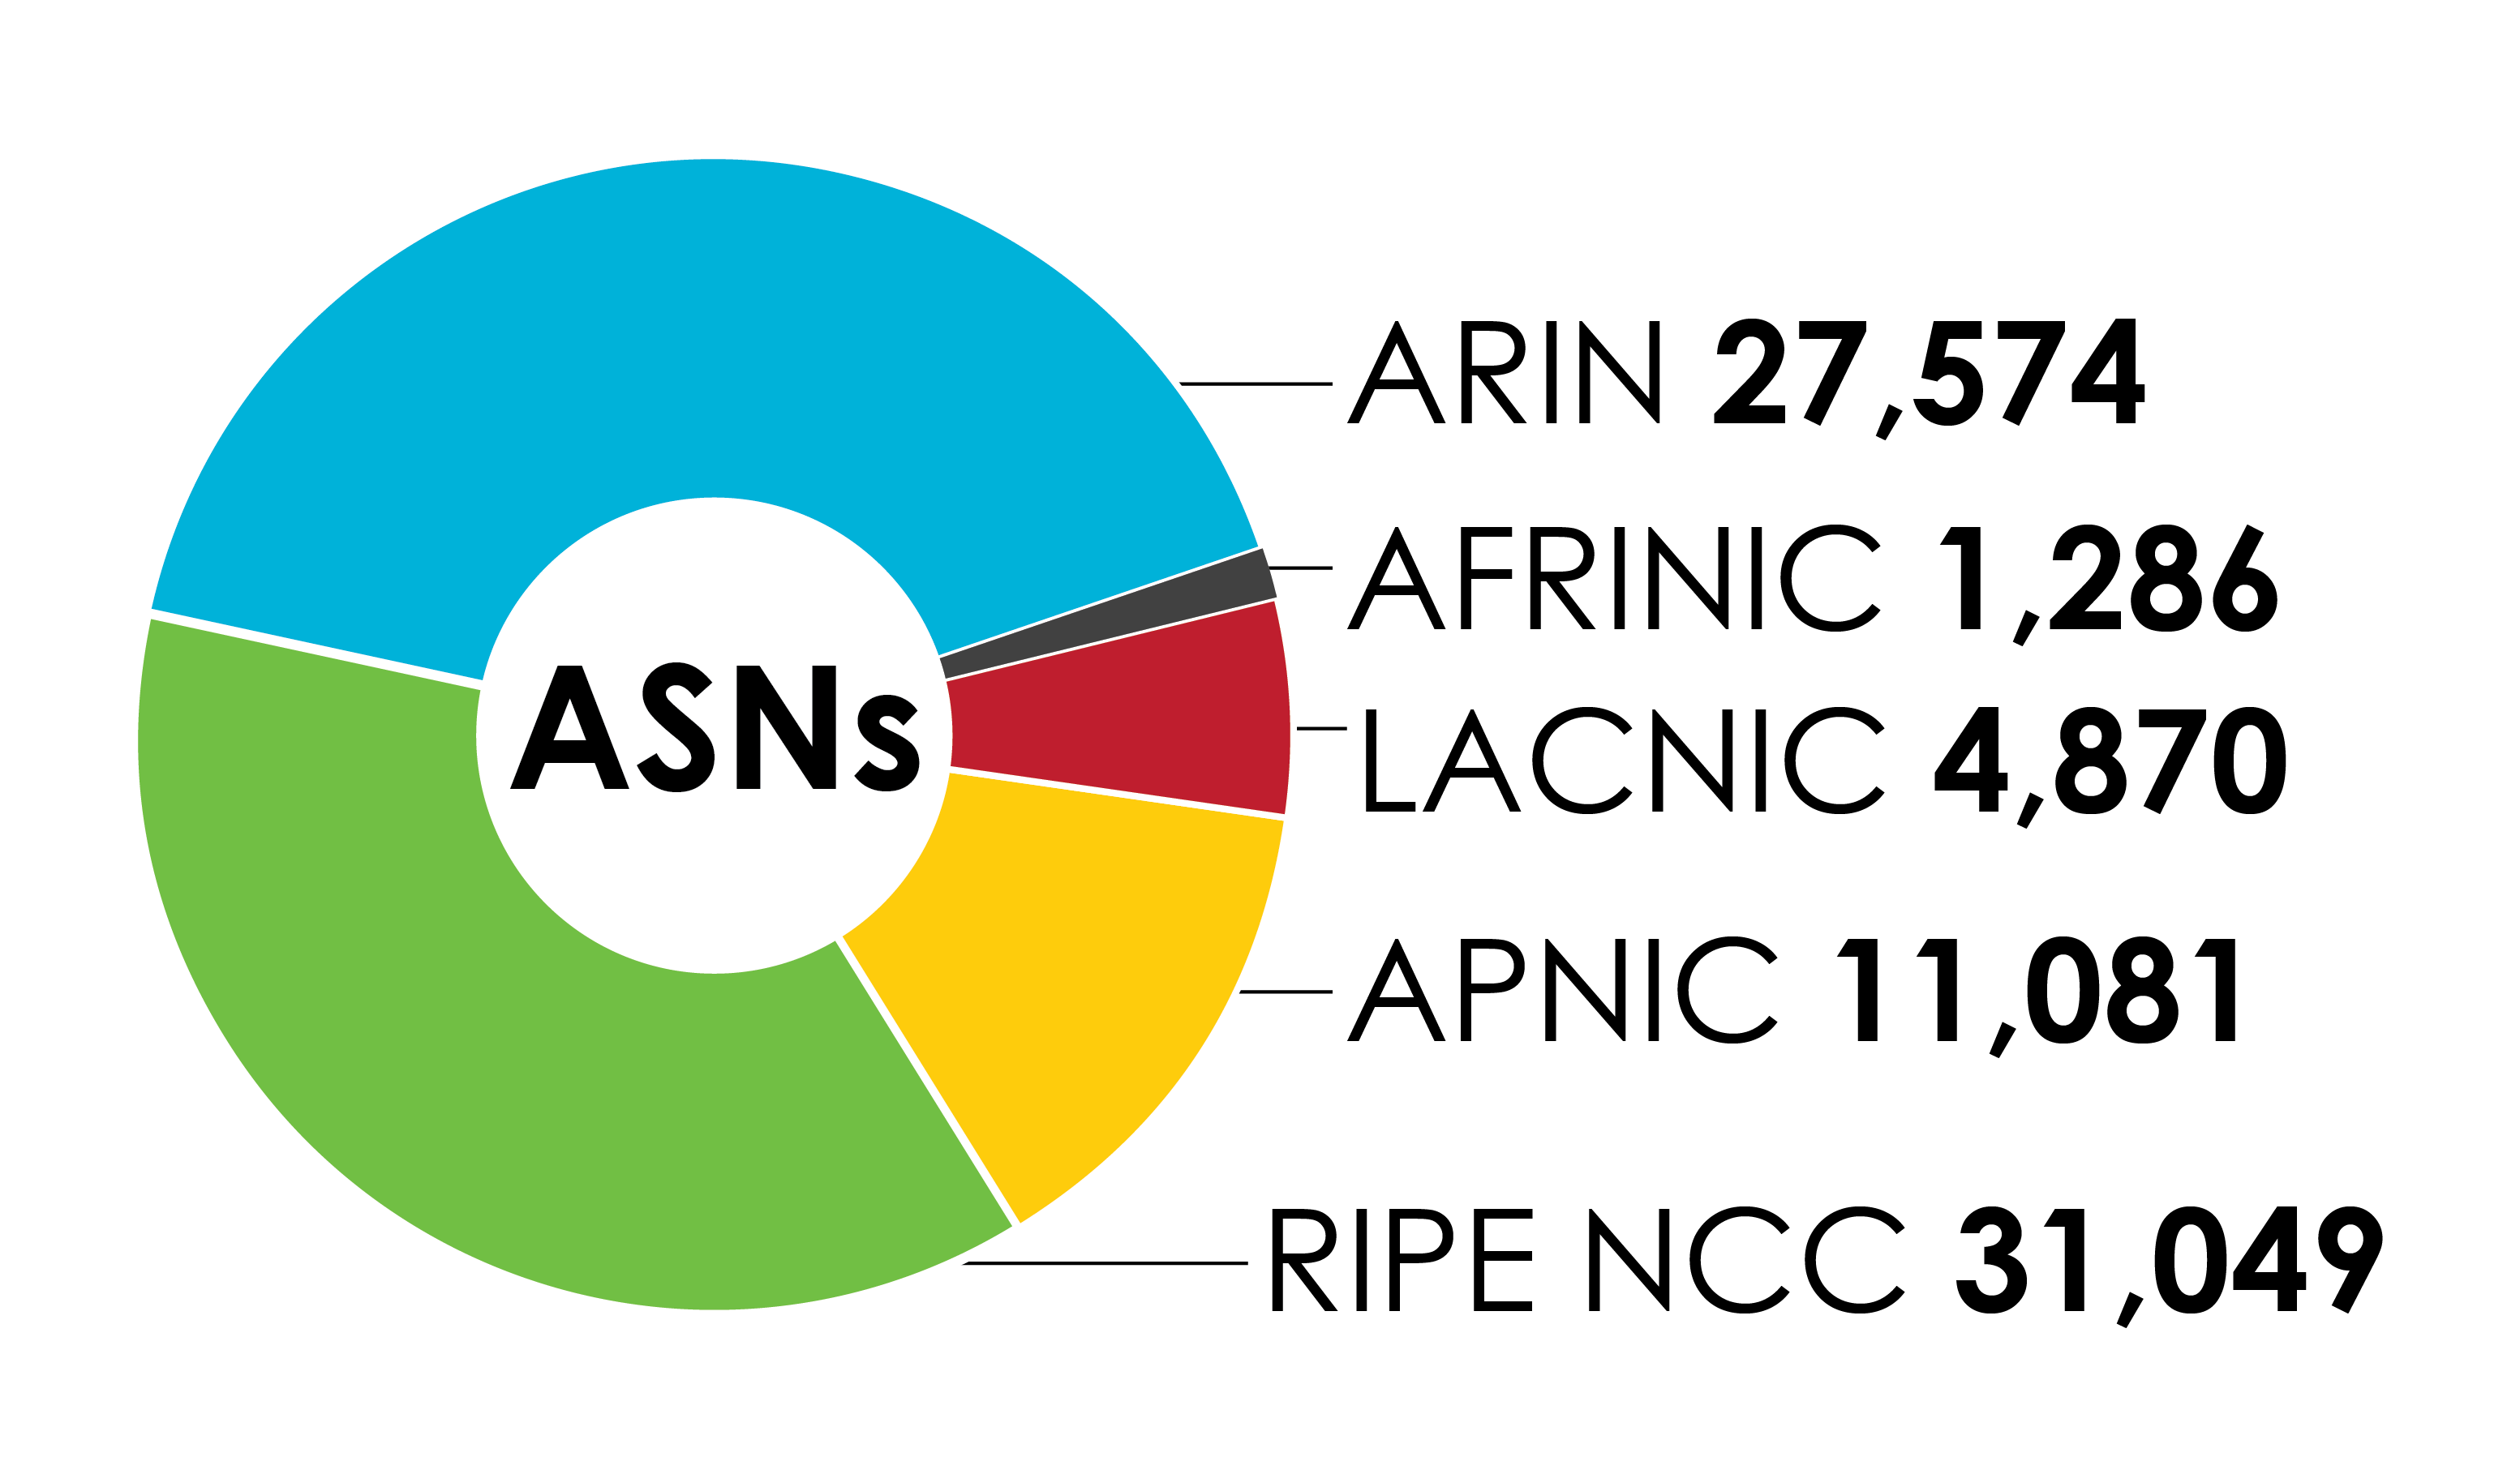 ASNs
ARIN 27,574
AFRINIC 1,286
LACNIC 4,870
APNIC 11,081
RIPE NCC 31,049